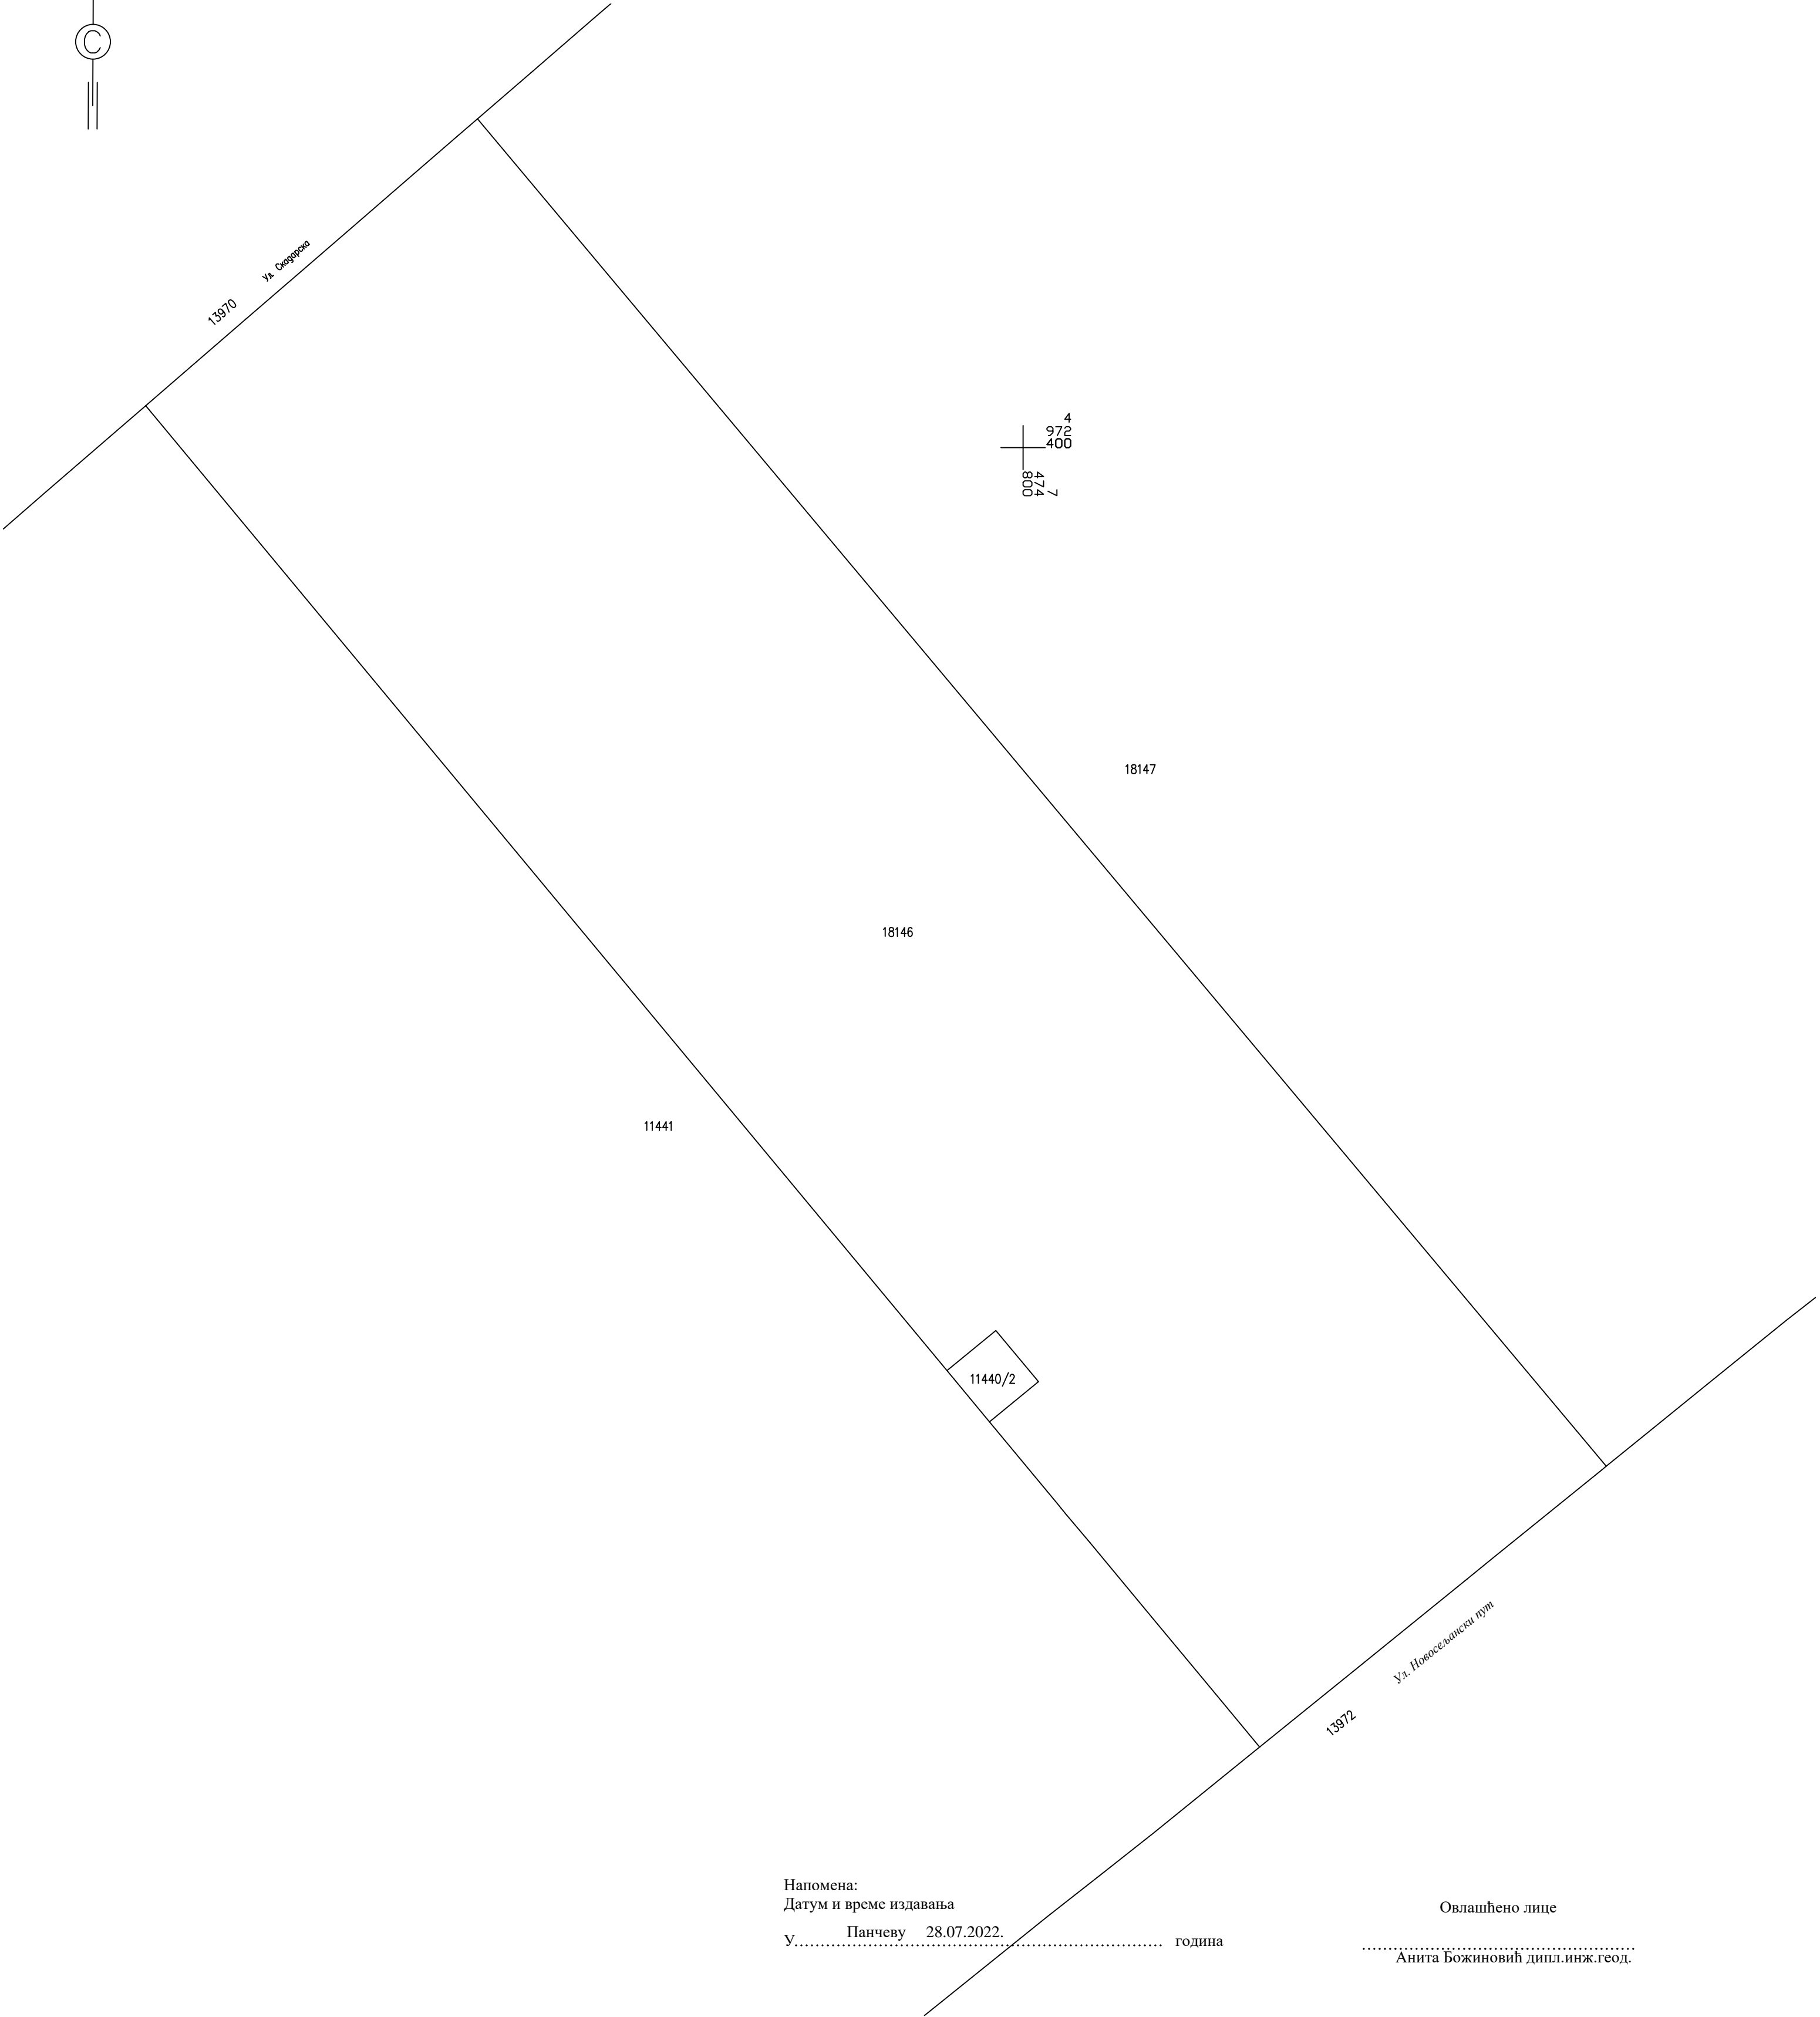 С
Ул. Скадарска
13970
4
972
400
7
474
800
18147
18146
11441
11440/2
Ул. Новосељански пут
13972
Напомена:
Датум и време издавања
Овлашћено лице
У Панчеву 28.07.2022. година
Анита Божиновић дипл.инж.геод.